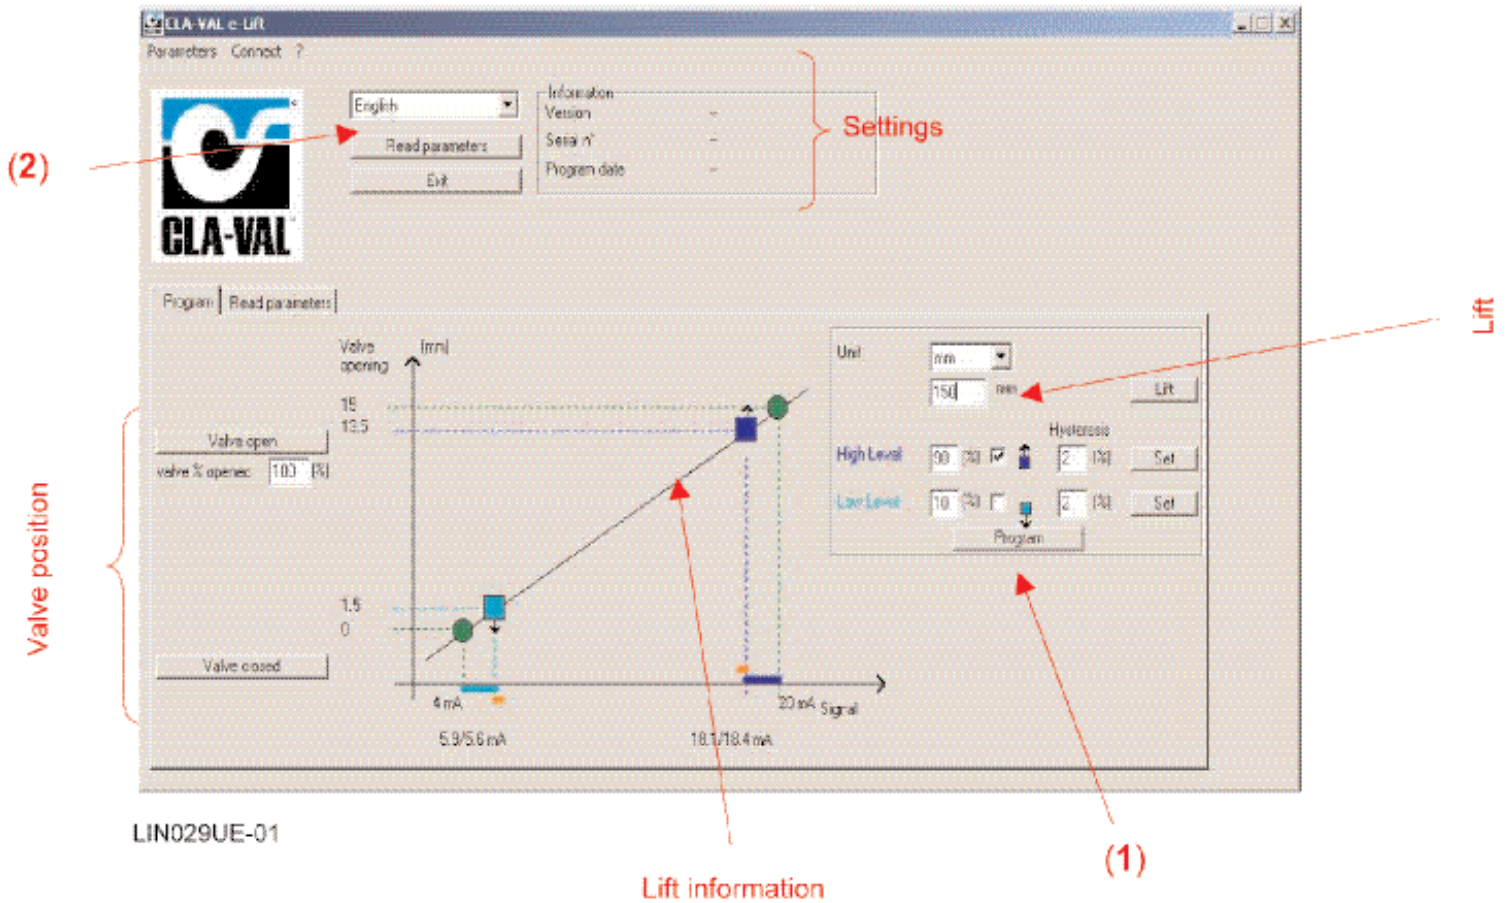 CLA-VAL e-Lift
Parameters Connect ?
English
Read parameters
Exit
Information
Version -
Serial n° -
Program date -
Settings
(2)
CLA-VAL
Program
Read parameters
Lift
Valve opening
[mm]
15
13.5
1.5
0
Valve open
valve % opened 100 [%]
Valve closed
Valve position
4 mA
20 mA
Signal
5.9/5.6 mA
18.1/18.4 mA
Unit
mm
150 mm
Lift
Hysteresis
High Level 90 [%] 2 [%] Set
Low Level 10 [%] 2 [%] Set
Program
LIN029UE-01
Lift information
(1)